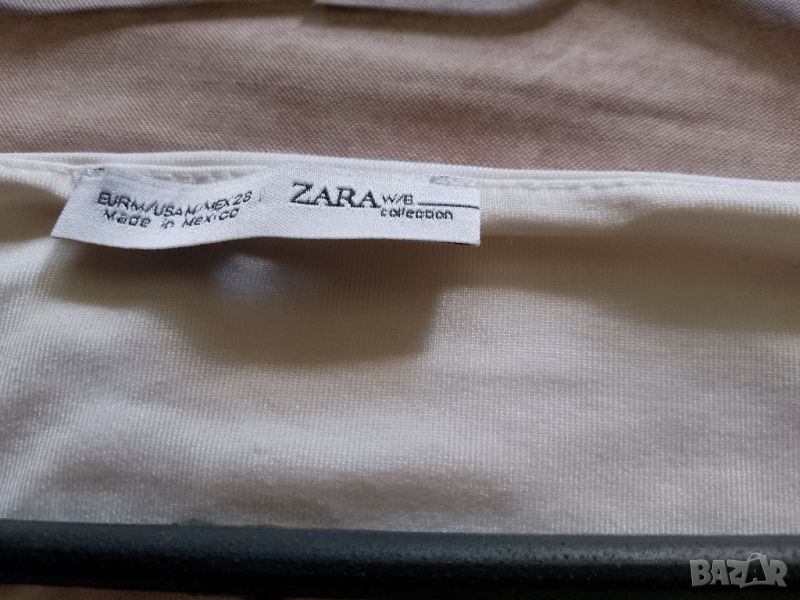 EUR M/USA M/MEX 28
Made in Mexico
ZARA W/B
collection
BAZAR